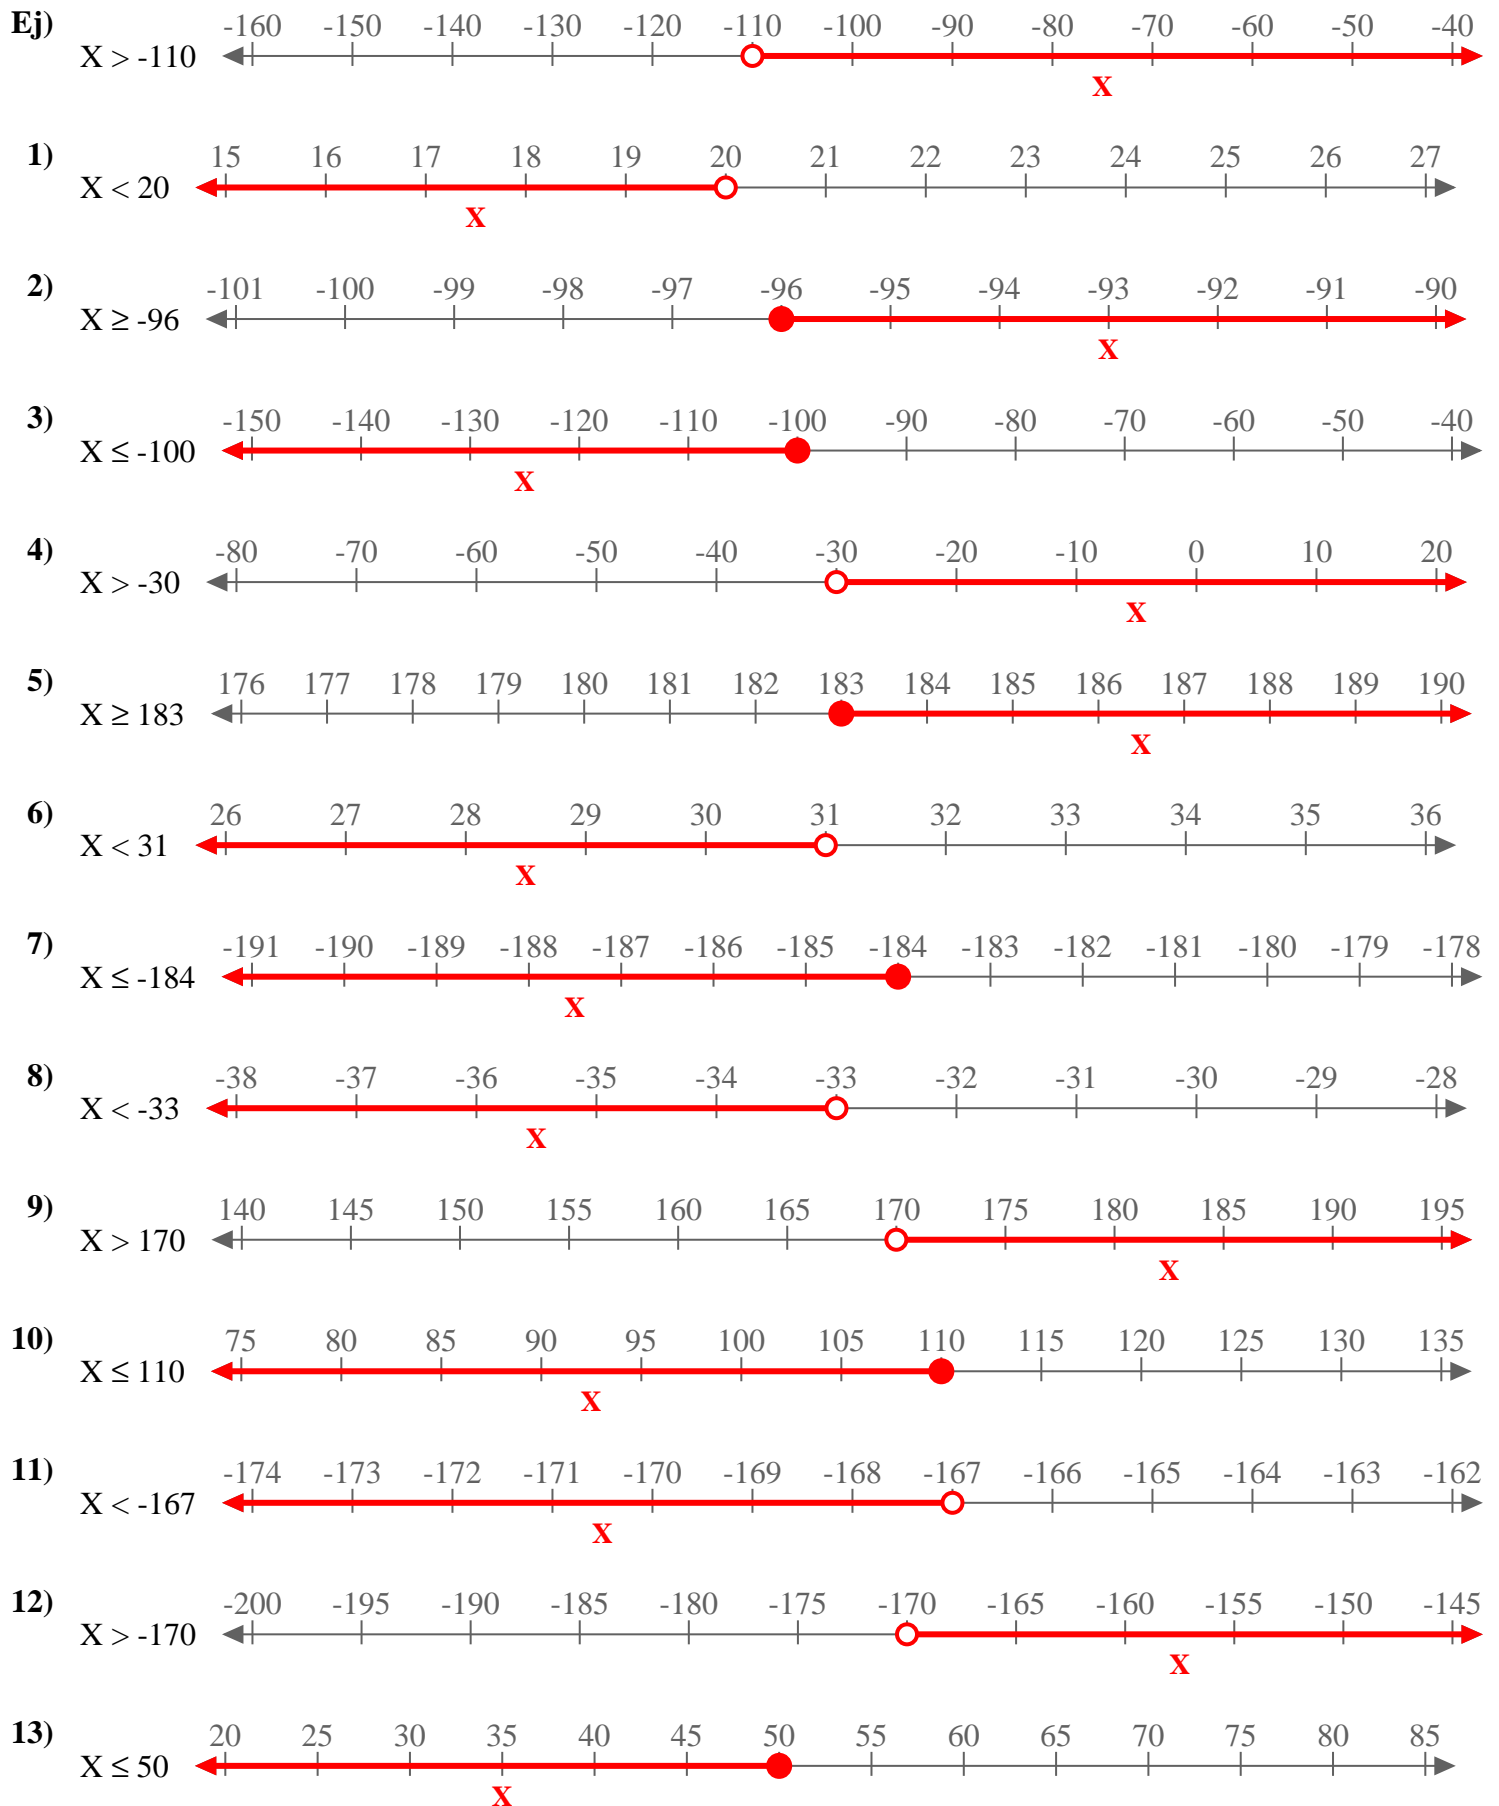 Ej) -160 -150 -140 -130 -120 -110 -100 -90 -80 -70 -60 -50 -40
X > -110
X
1) 15 16 17 18 19 20 21 22 23 24 25 26 27
X < 20
X
2) -101 -100 -99 -98 -97 -96 -95 -94 -93 -92 -91 -90
X ≥ -96
X
3) -150 -140 -130 -120 -110 -100 -90 -80 -70 -60 -50 -40
X ≤ -100
X
4) -80 -70 -60 -50 -40 -30 -20 -10 0 10 20
X > -30
X
5) 176 177 178 179 180 181 182 183 184 185 186 187 188 189 190
X ≥ 183
X
6) 26 27 28 29 30 31 32 33 34 35 36
X < 31
X
7) -191 -190 -189 -188 -187 -186 -185 -184 -183 -182 -181 -180 -179 -178
X ≤ -184
X
8) -38 -37 -36 -35 -34 -33 -32 -31 -30 -29 -28
X < -33
X
9) 140 145 150 155 160 165 170 175 180 185 190 195
X > 170
X
10) 75 80 85 90 95 100 105 110 115 120 125 130 135
X ≤ 110
X
11) -174 -173 -172 -171 -170 -169 -168 -167 -166 -165 -164 -163 -162
X < -167
X
12) -200 -195 -190 -185 -180 -175 -170 -165 -160 -155 -150 -145
X > -170
X
13) 20 25 30 35 40 45 50 55 60 65 70 75 80 85
X ≤ 50
X